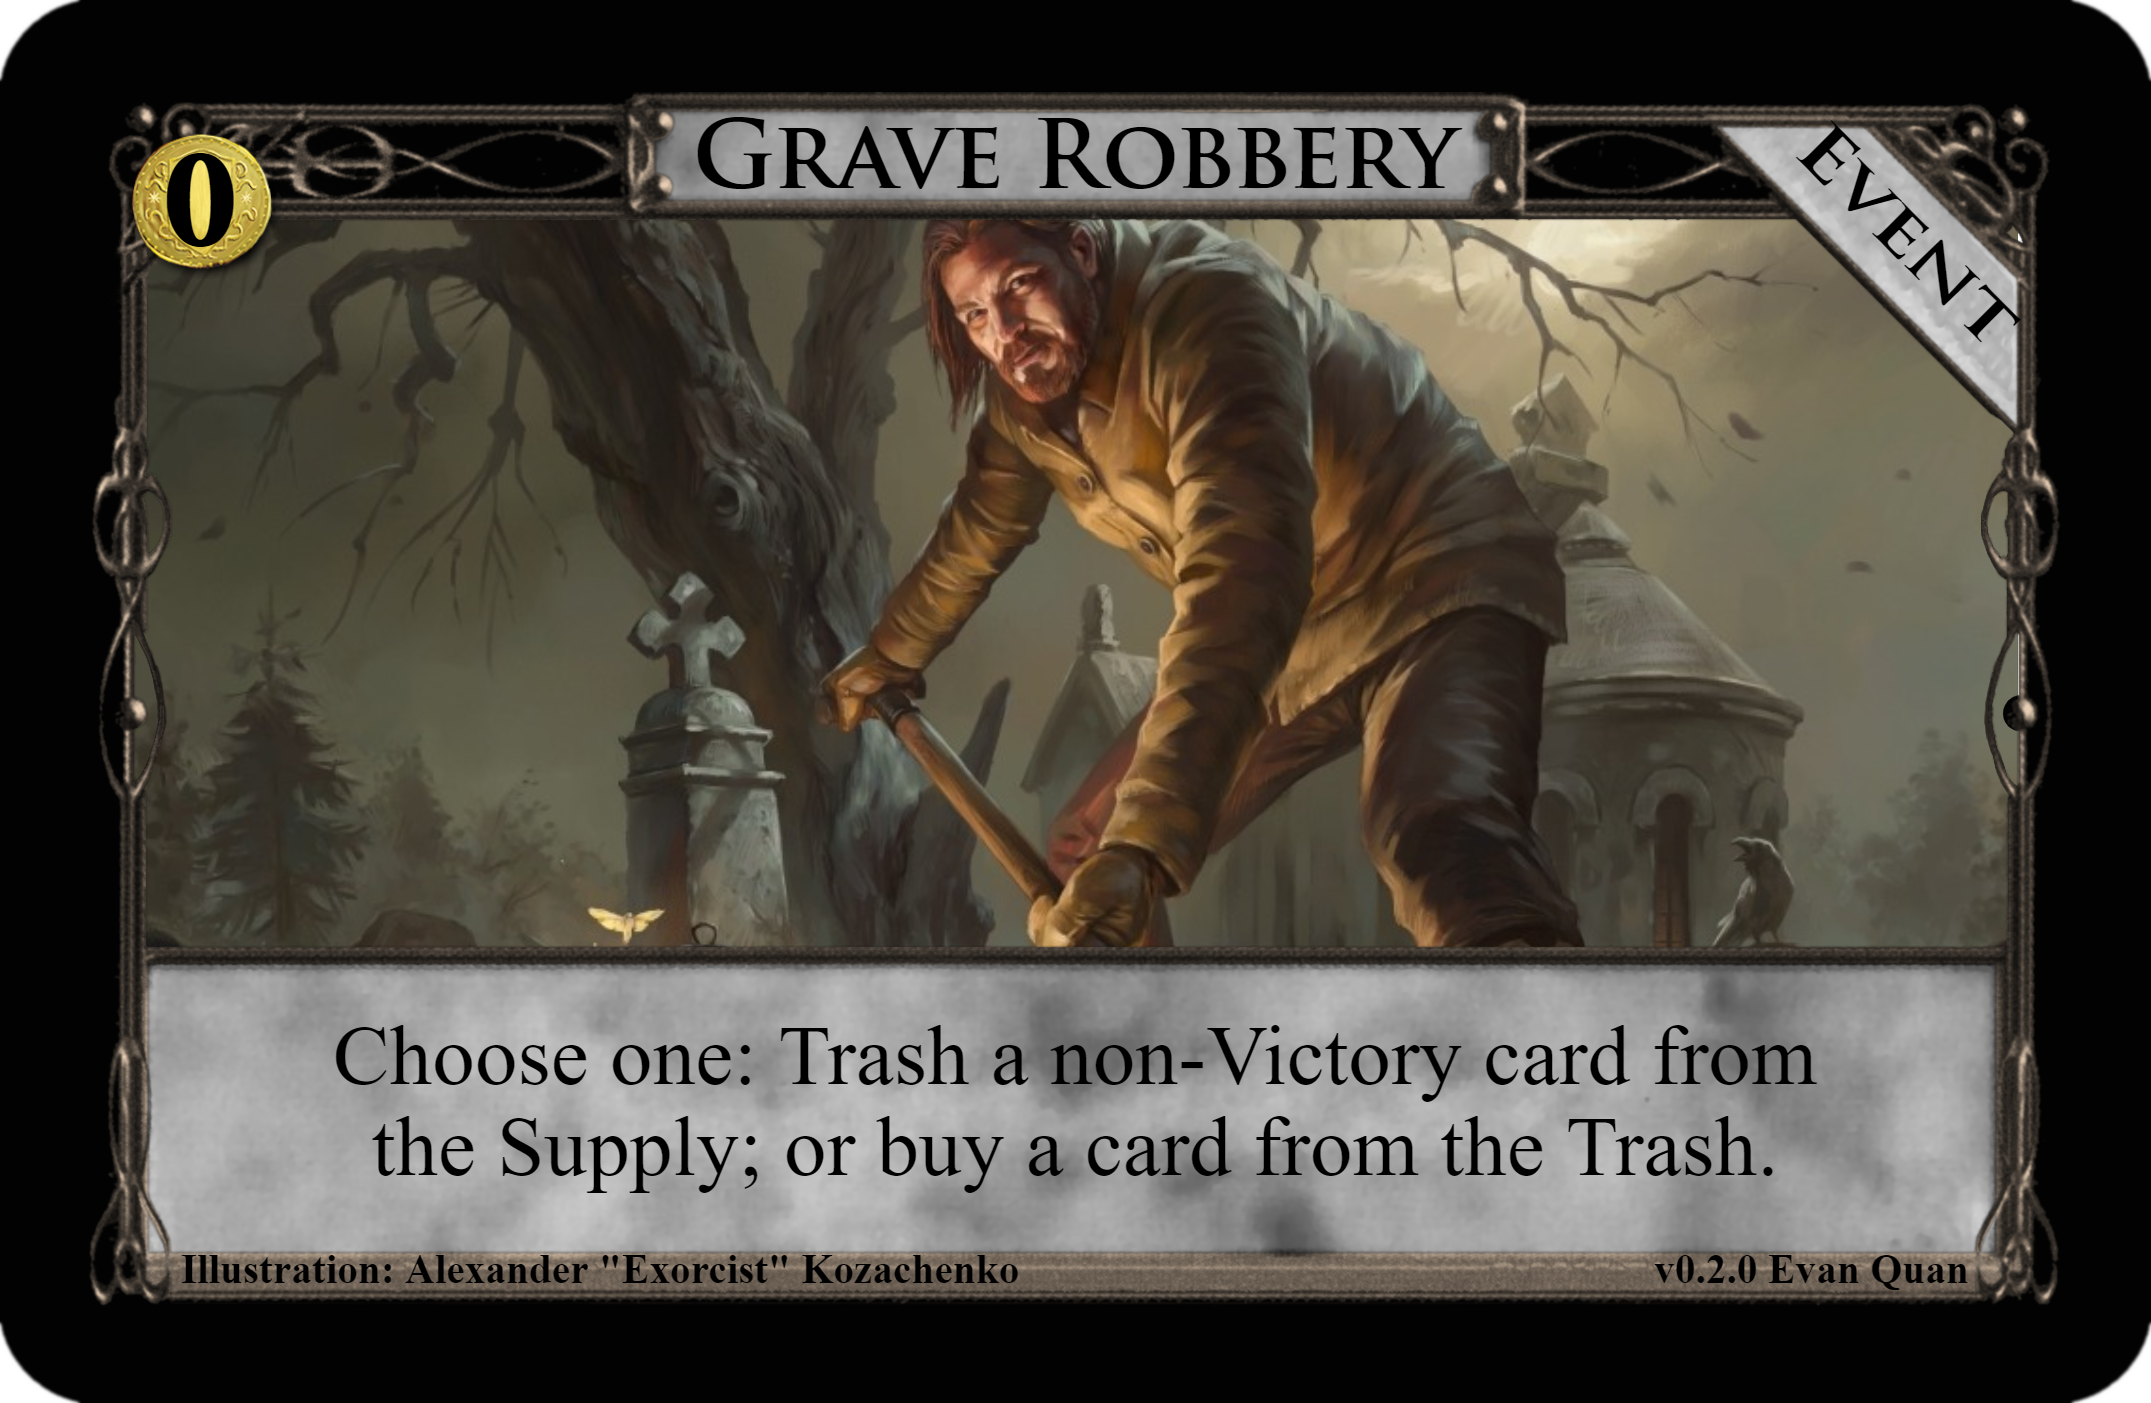 0
Grave Robbery
Event
Choose one: Trash a non-Victory card from
the Supply; or buy a card from the Trash.
Illustration: Alexander "Exorcist" Kozachenko
v0.2.0 Evan Quan